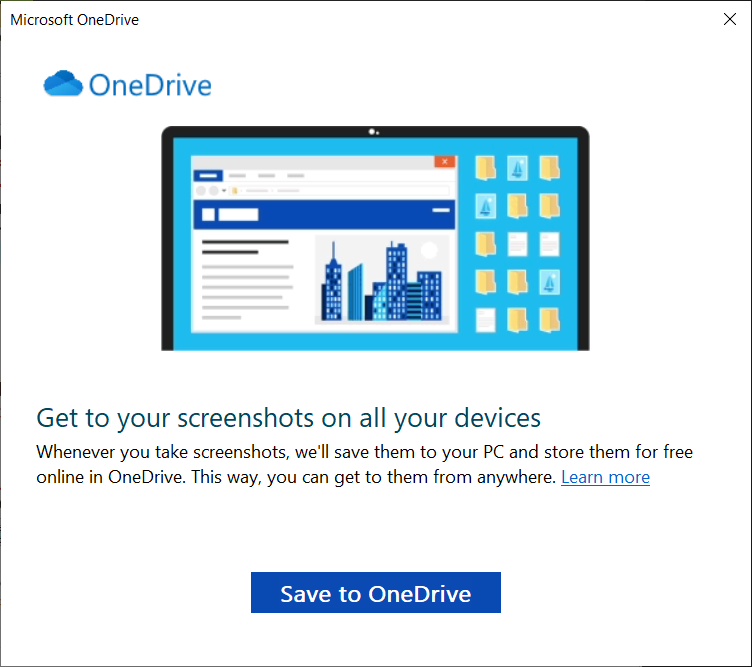 Microsoft OneDrive
OneDrive
Get to your screenshots on all your devices
Whenever you take screenshots, we'll save them to your PC and store them for free
online in OneDrive. This way, you can get to them from anywhere. Learn more
Save to OneDrive